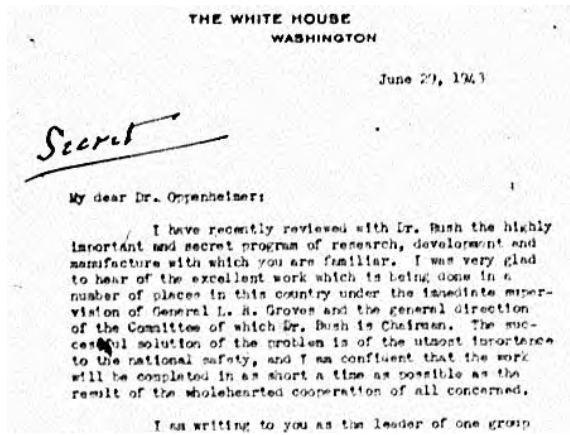 THE WHITE HOUSE
WASHINGTON
June 29, 1943
Secret
My dear Dr. Oppenheimer:
I have recently reviewed with Dr. Bush the highly
important and secret program of research, development and
manufacture with which you are familiar. I was very glad
to hear of the excellent work which is being done in a
number of places in this country under the immediate super-
vision of General L. R. Groves and the general direction
of the Committee of which Dr. Bush is Chairman. The suc-
cessful solution of the problem is of the utmost importance
to the national safety, and I am confident that the work
will be completed in as short a time as possible as the
result of the wholehearted cooperation of all concerned.
I am writing to you as the leader of one group